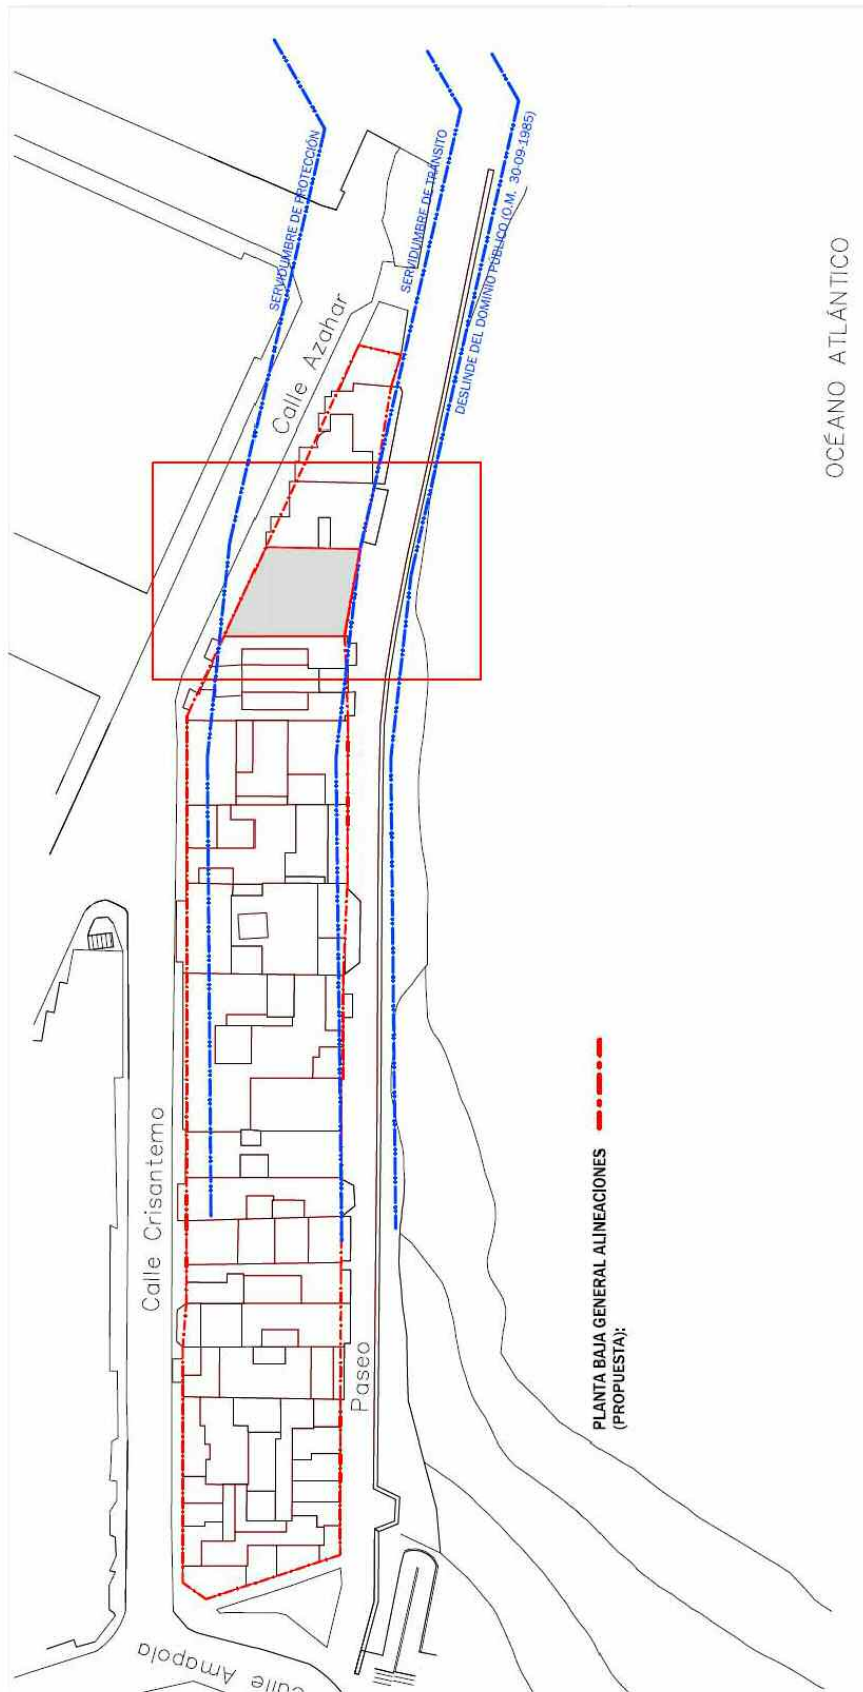 SERVIDUMBRE DE PROTECCIÓN
SERVIDUMBRE DE TRÁNSITO
DESLINDE DEL DOMINIO PÚBLICO (O.M. 30-09-1985)
OCÉANO ATLÁNTICO
Calle Azahar
Calle Crisantemo
Paseo
PLANTA BAJA GENERAL ALINEACIONES
(PROPUESTA):
Calle Amapola